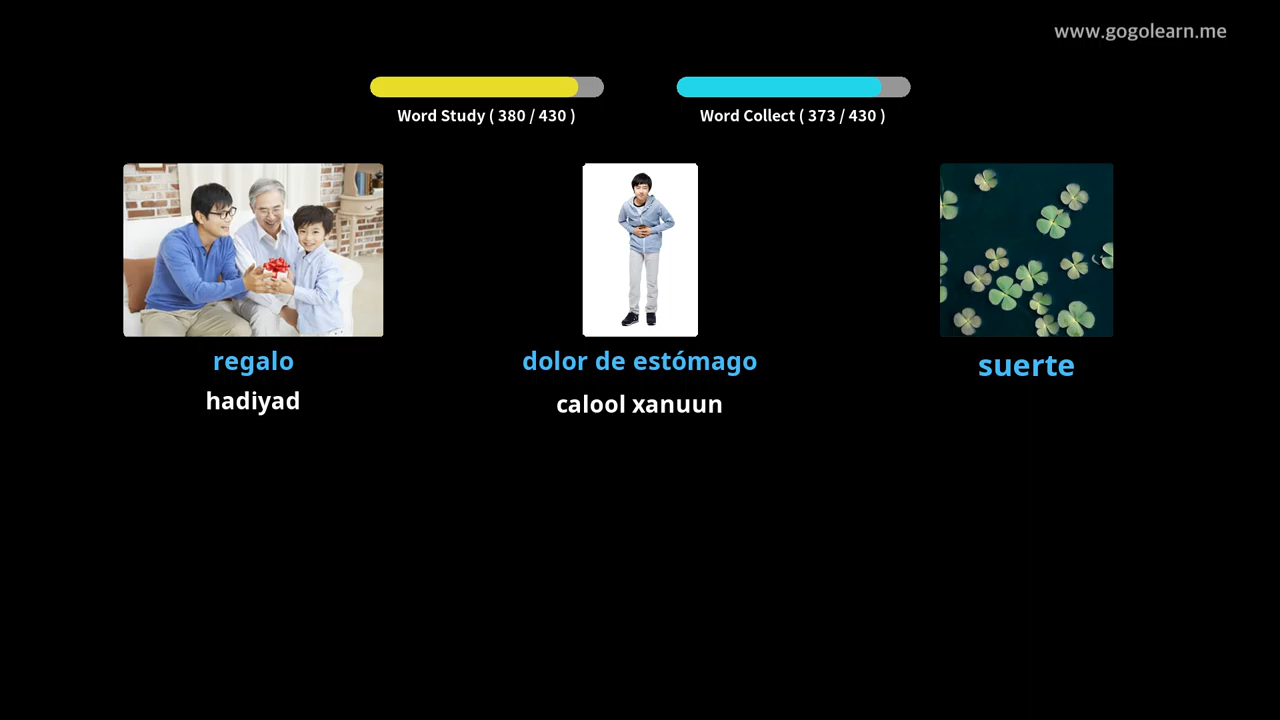 www.gogolearn.me
Word Study ( 380 / 430 )
Word Collect ( 373 / 430 )
regalo
hadiyad
dolor de estómago
calool xanuun
suerte